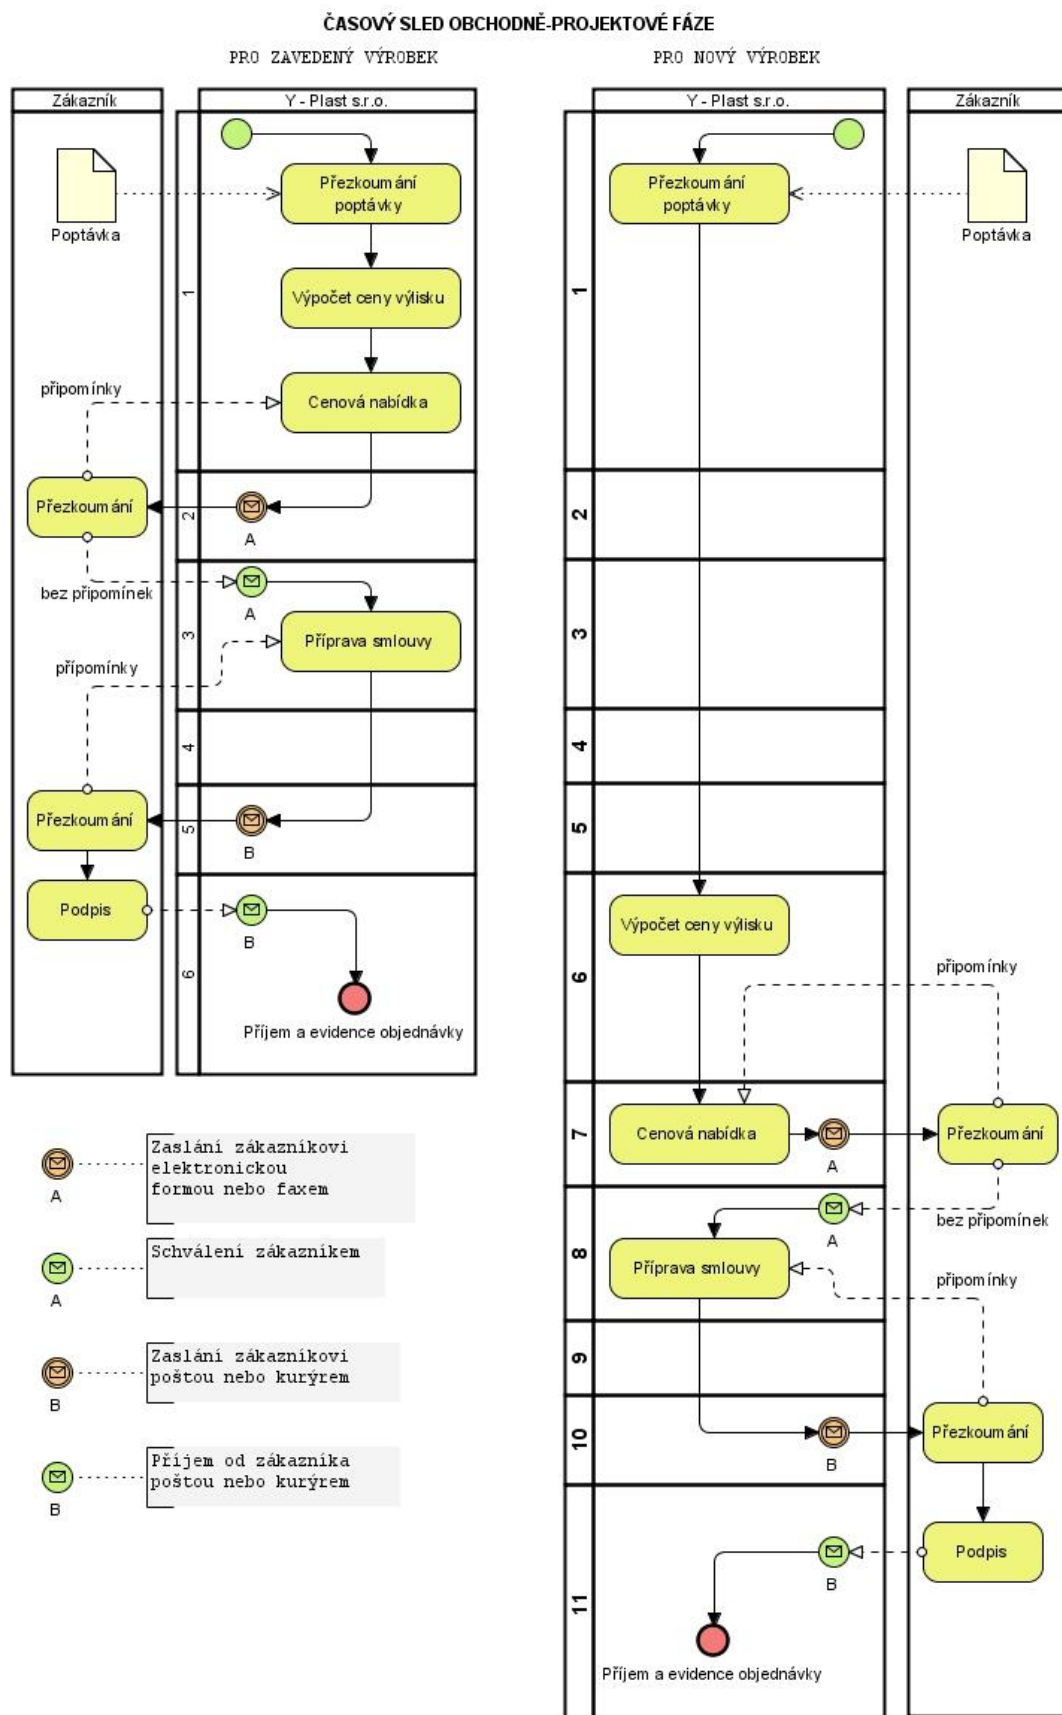 ČASOVÝ SLED OBCHODNĚ-PROJEKTOVÉ FÁZE
PRO ZAVEDENÝ VÝROBEK
Zákazník
Y - Plast s.r.o.
Poptávka
Přezkoumání
poptávky
1
Výpočet ceny výlisku
připomínky
Cenová nabídka
Přezkoumání
2
A
bez připomínek
A
3
Příprava smlouvy
přípomínky
4
Přezkoumání
5
B
Podpis
B
6
Příjem a evidence objednávky
A
Zaslání zákazníkovi
elektronickou
formou nebo faxem
A
Schválení zákazníkem
B
Zaslání zákazníkovi
poštou nebo kurýrem
B
Příjem od zákazníka
poštou nebo kurýrem
PRO NOVÝ VÝROBEK
Y - Plast s.r.o.
Zákazník
Přezkoumání
poptávky
Poptávka
1
2
3
4
5
Výpočet ceny výlisku
6
připomínky
7
Cenová nabídka
A
Přezkoumání
A
bez připomínek
8
Příprava smlouvy
připomínky
9
10
B
Přezkoumání
B
Podpis
11
Příjem a evidence objednávky